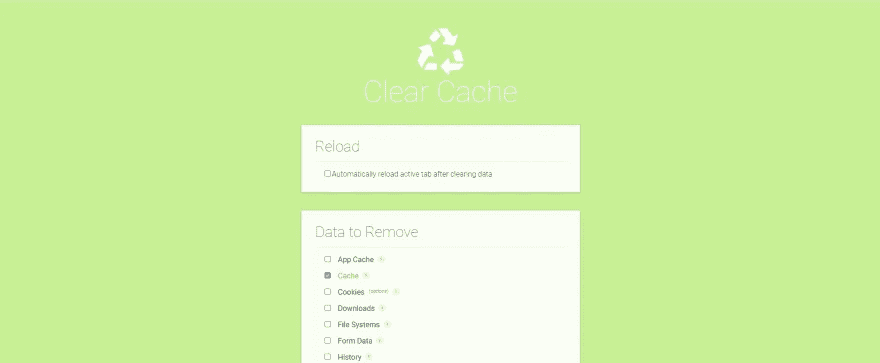 Clear Cache
Reload
Automatically reload active tab after clearing data
Data to Remove
App Cache
Cache
Cookies
Downloads
File Systems
Form Data
History